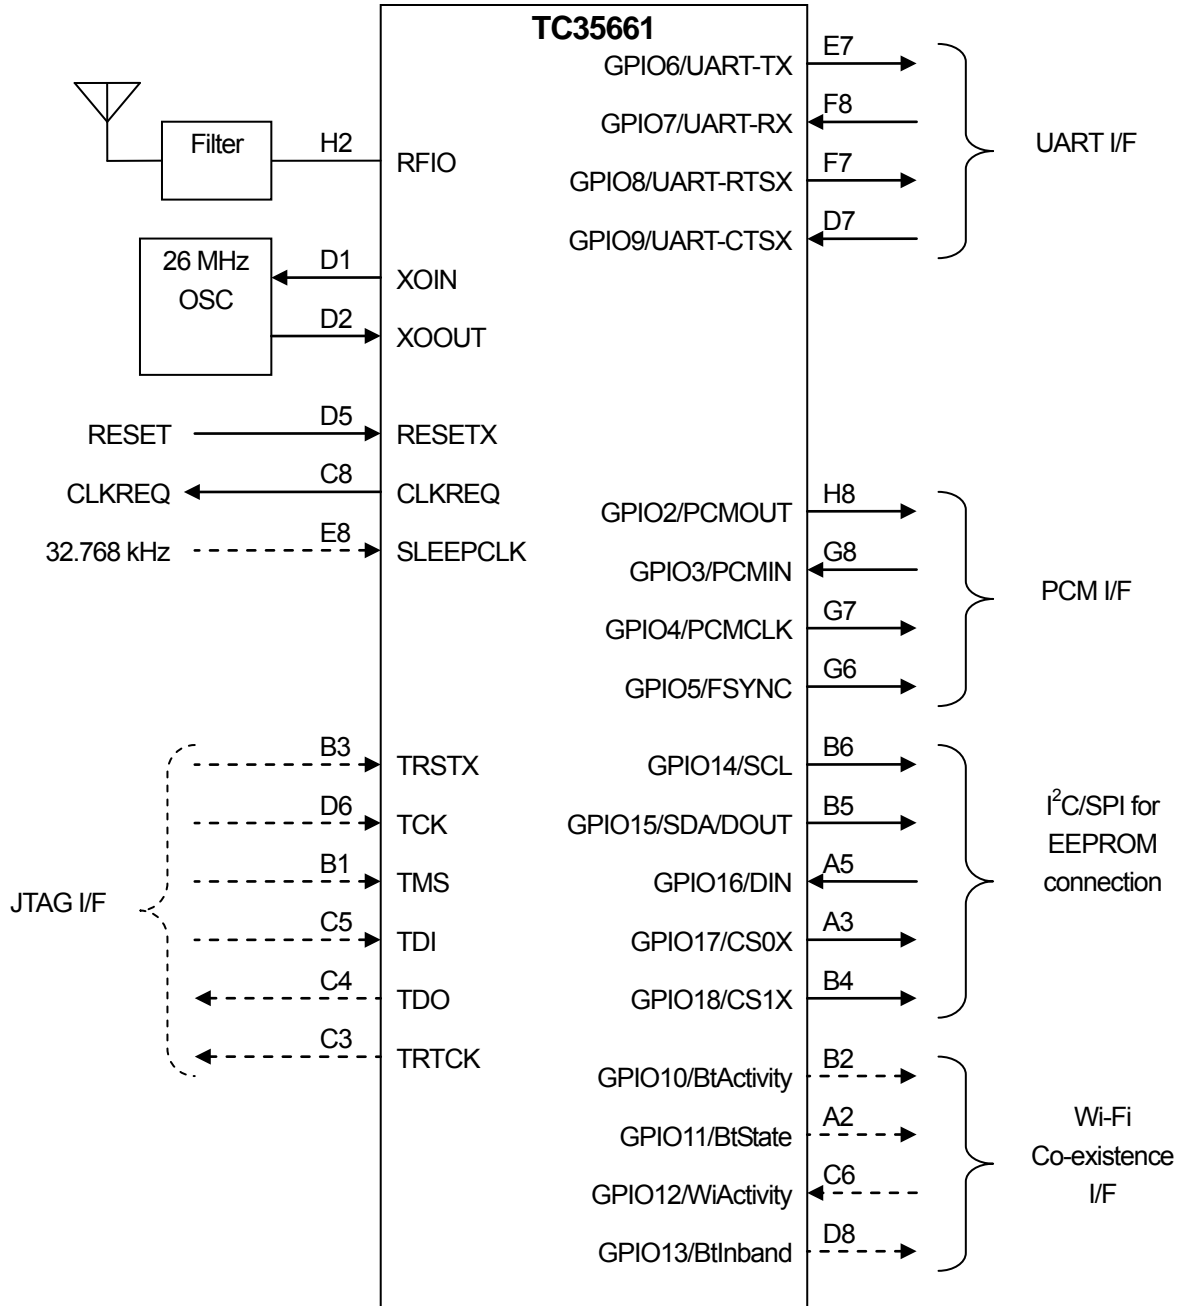 TC35661
Filter
H2
RFIO
26 MHz
OSC
D1
XOIN
D2
XOOUT
RESET
D5
RESETX
CLKREQ
C8
CLKREQ
32.768 kHz
E8
SLEEPCLK
JTAG I/F
B3
TRSTX
D6
TCK
B1
TMS
C5
TDI
C4
TDO
C3
TRTCK
GPIO6/UART-TX
E7
GPIO7/UART-RX
F8
GPIO8/UART-RTSX
F7
GPIO9/UART-CTSX
D7
UART I/F
GPIO2/PCMOUT
H8
GPIO3/PCMIN
G8
GPIO4/PCMCLK
G7
GPIO5/FSYNC
G6
PCM I/F
GPIO14/SCL
B6
GPIO15/SDA/DOUT
B5
GPIO16/DIN
A5
GPIO17/CS0X
A3
GPIO18/CS1X
B4
I²C/SPI for
EEPROM
connection
GPIO10/BtActivity
B2
GPIO11/BtState
A2
GPIO12/WiActivity
C6
GPIO13/BtInband
D8
Wi-Fi
Co-existence
I/F